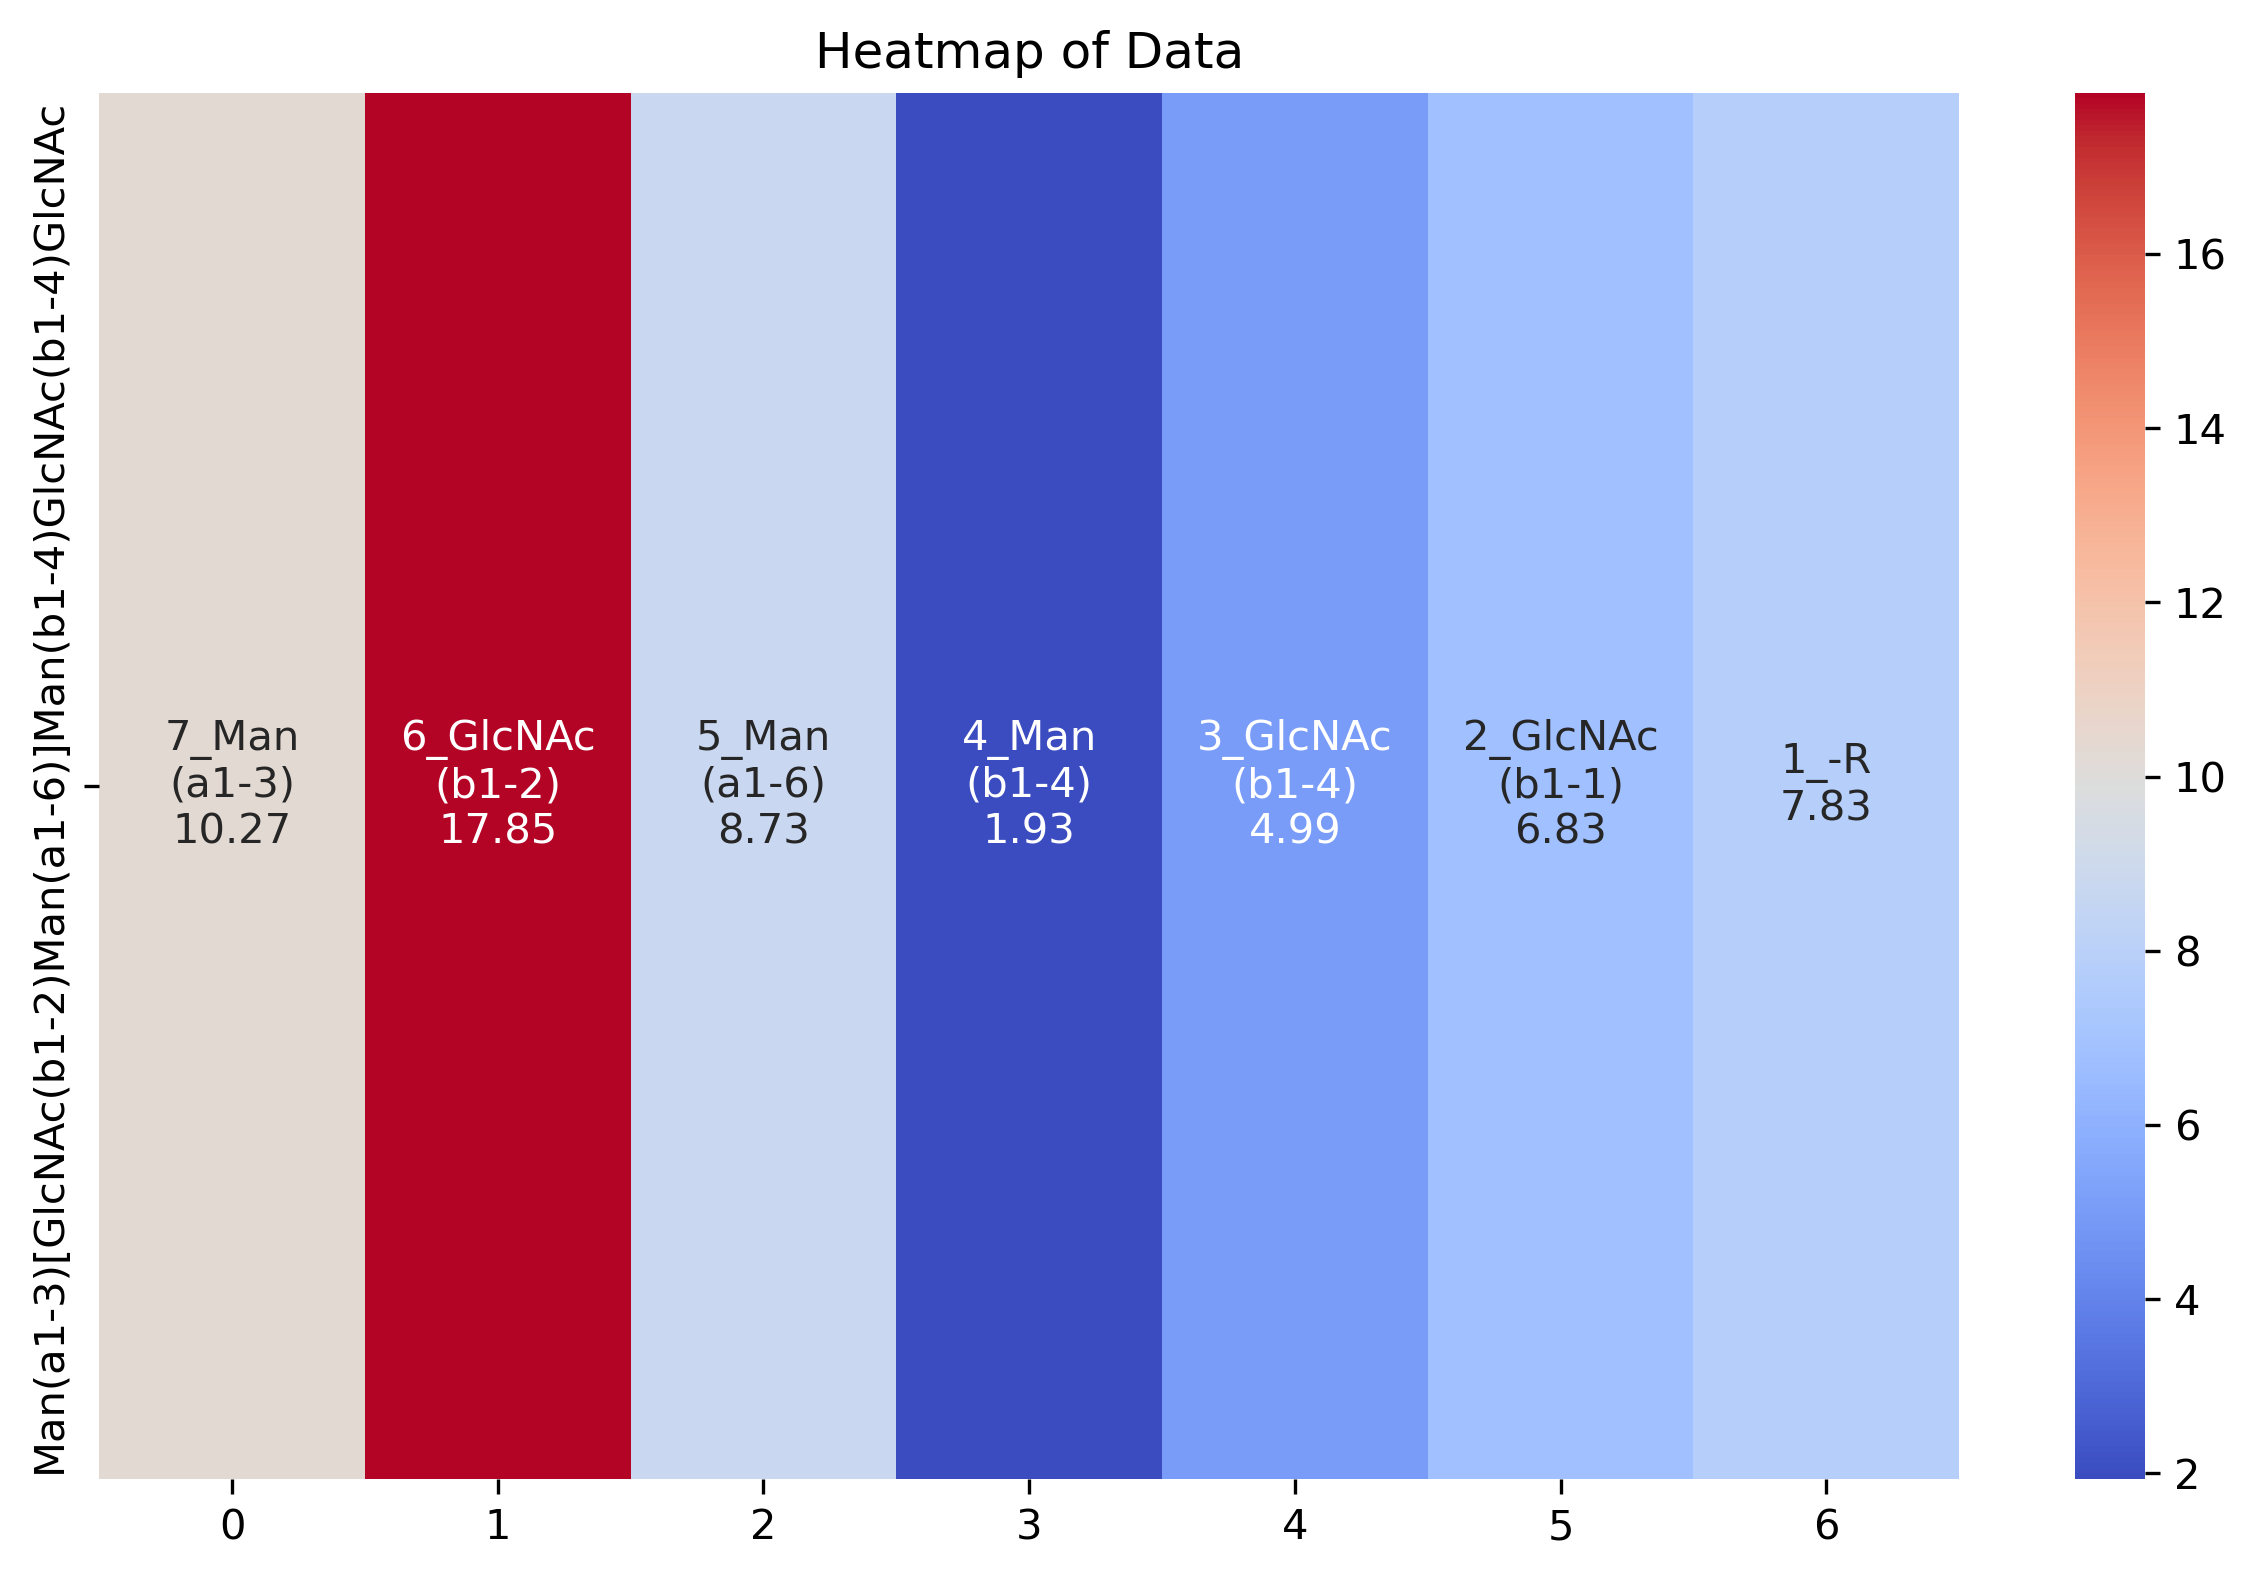 Heatmap of Data
Man(a1-3)[GlcNAc(b1-2)Man(a1-6)]Man(b1-4)GlcNAc(b1-4)GlcNAc
7_Man
(a1-3)
10.27
6_GlcNAc
(b1-2)
17.85
5_Man
(a1-6)
8.73
4_Man
(b1-4)
1.93
3_GlcNAc
(b1-4)
4.99
2_GlcNAc
(b1-1)
6.83
1_-R
7.83
0
1
2
3
4
5
6
16
14
12
10
8
6
4
2